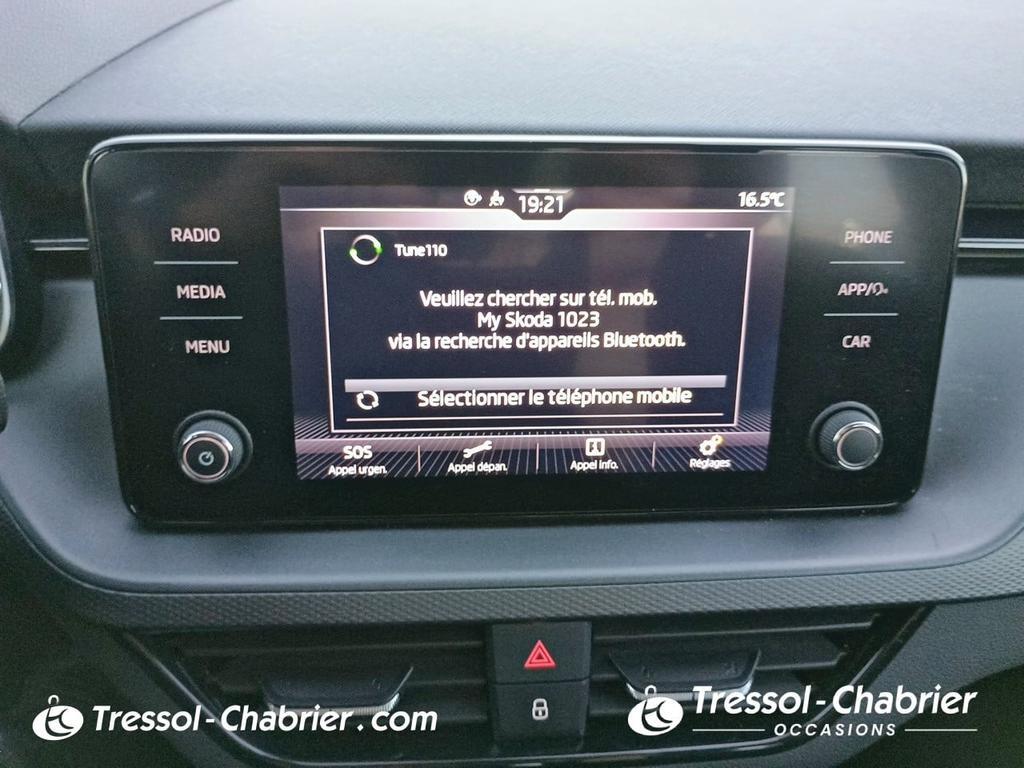 19:21
16.5°C
RADIO
MEDIA
MENU
PHONE
APP/
CAR
Tune110
Veuillez chercher sur tél. mob.
My Skoda 1023
via la recherche d'appareils Bluetooth.
Sélectionner le téléphone mobile
SOS
Appel urgen.
Appel dépan.
Appel info.
Réglages
Tressol-Chabrier.com
Tressol-Chabrier
OCCASIONS